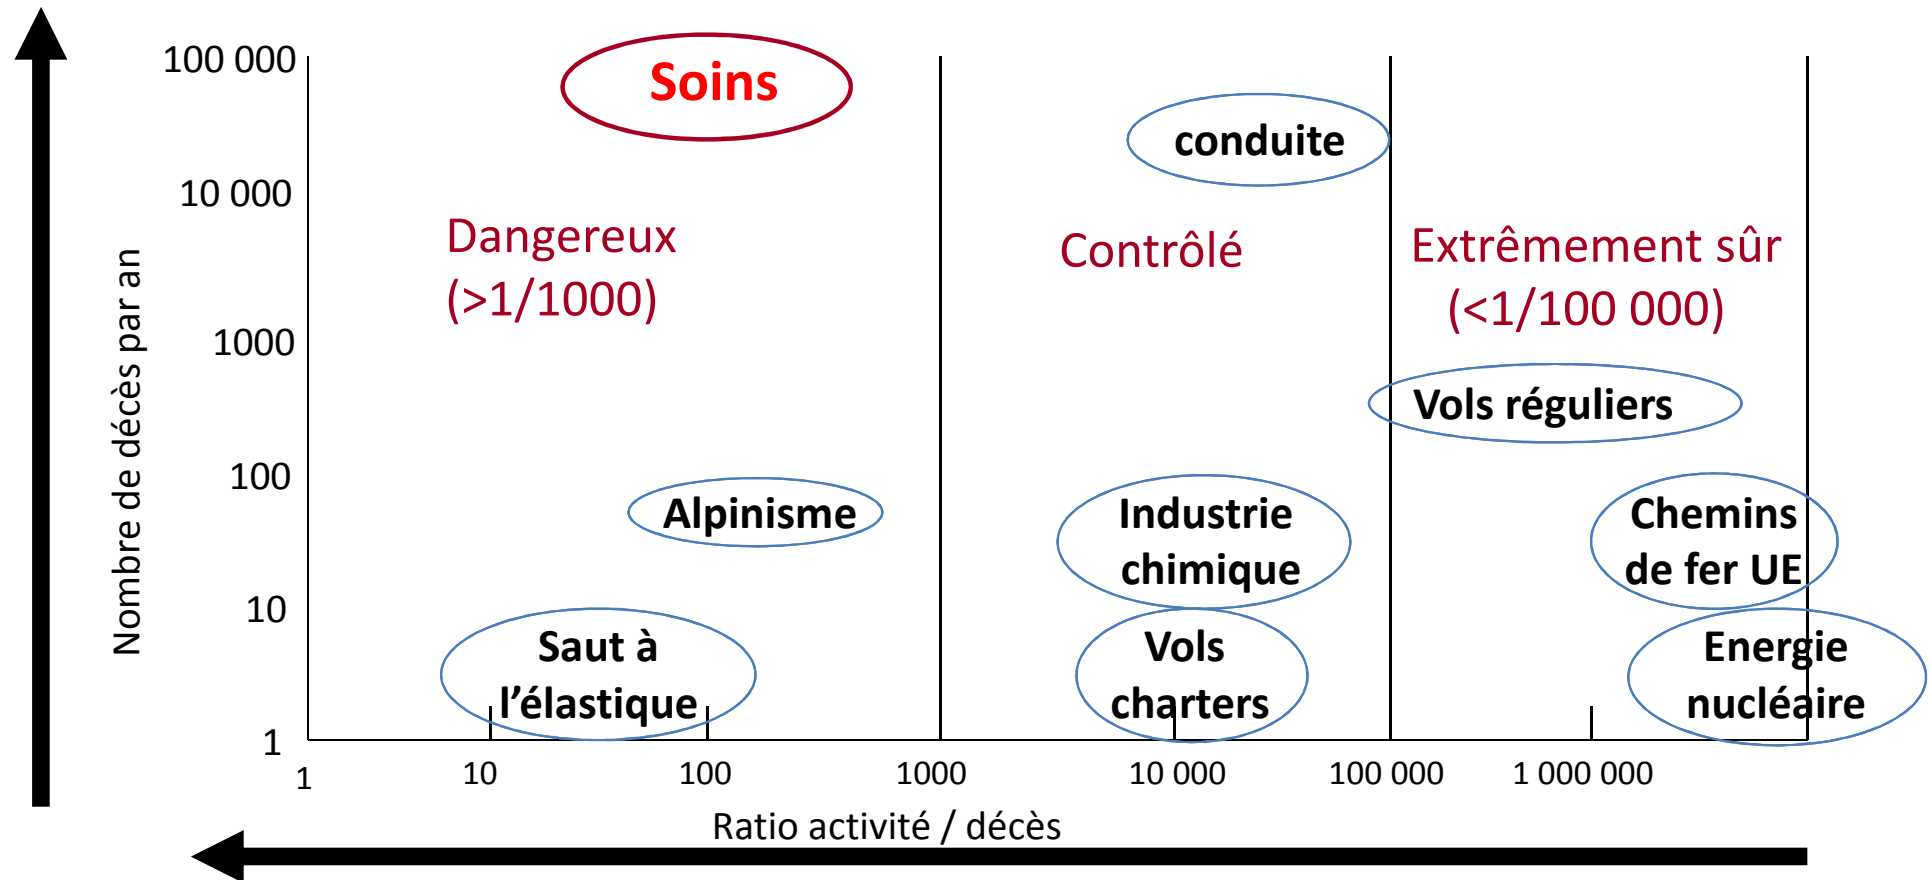 100 000
10 000
1000
100
10
1
Nombre de décès par an
Soins
conduite
Dangereux
(>1/1000)
Contrôlé
Extrêmement sûr
(<1/100 000)
Vols réguliers
Alpinisme
Industrie
chimique
Chemins
de fer UE
Saut à
l’élastique
Vols
charters
Energie
nucléaire
1
10
100
1000
10 000
100 000
1 000 000
Ratio activité / décès